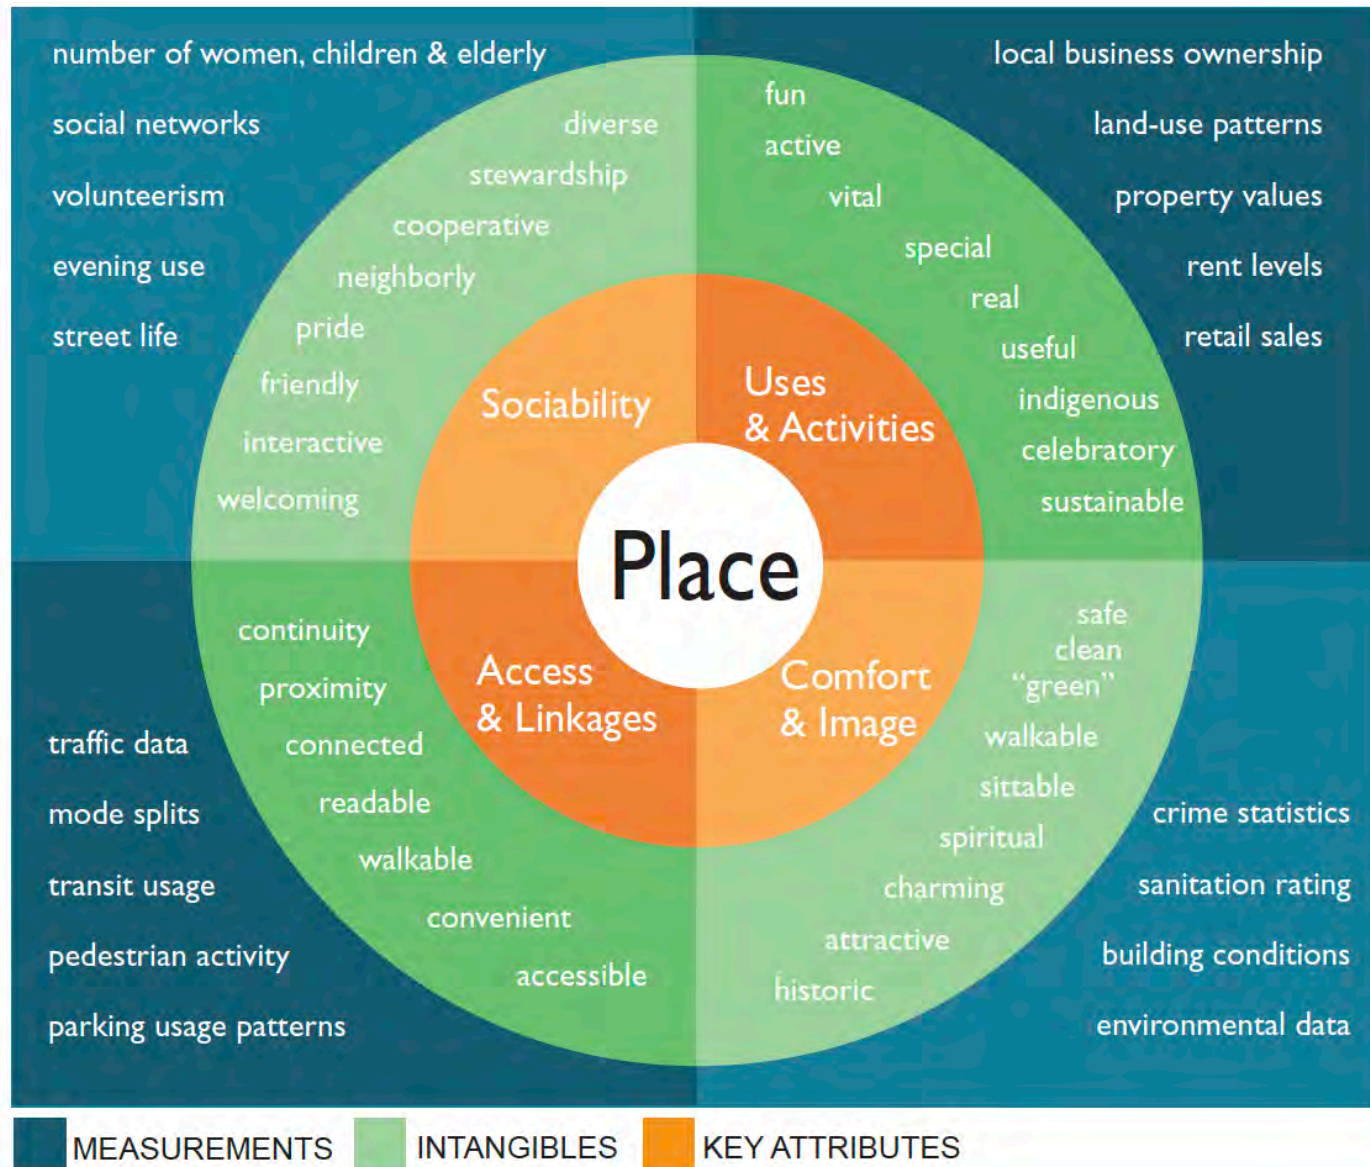 number of women, children & elderly
social networks
volunteerism
evening use
street life
diverse
stewardship
cooperative
neighborly
pride
friendly
interactive
welcoming
fun
active
vital
special
real
useful
indigenous
celebratory
sustainable
local business ownership
land-use patterns
property values
rent levels
retail sales
Sociability
Uses
& Activities
Place
Access
& Linkages
Comfort
& Image
continuity
proximity
connected
readable
walkable
convenient
accessible
traffic data
mode splits
transit usage
pedestrian activity
parking usage patterns
safe
clean
“green”
walkable
sittable
spiritual
charming
attractive
historic
crime statistics
sanitation rating
building conditions
environmental data
MEASUREMENTS
INTANGIBLES
KEY ATTRIBUTES